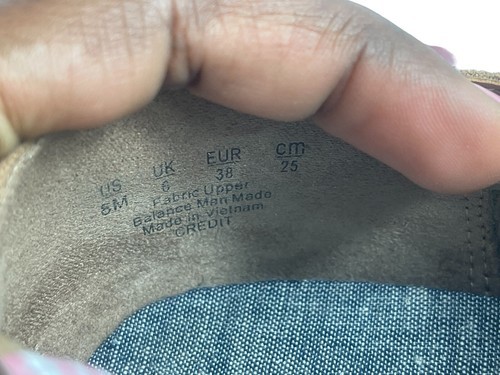 US UK EUR cm
8M 6 38 25
Fabric Upper
Balance Man Made
Made in Vietnam
CREDIT